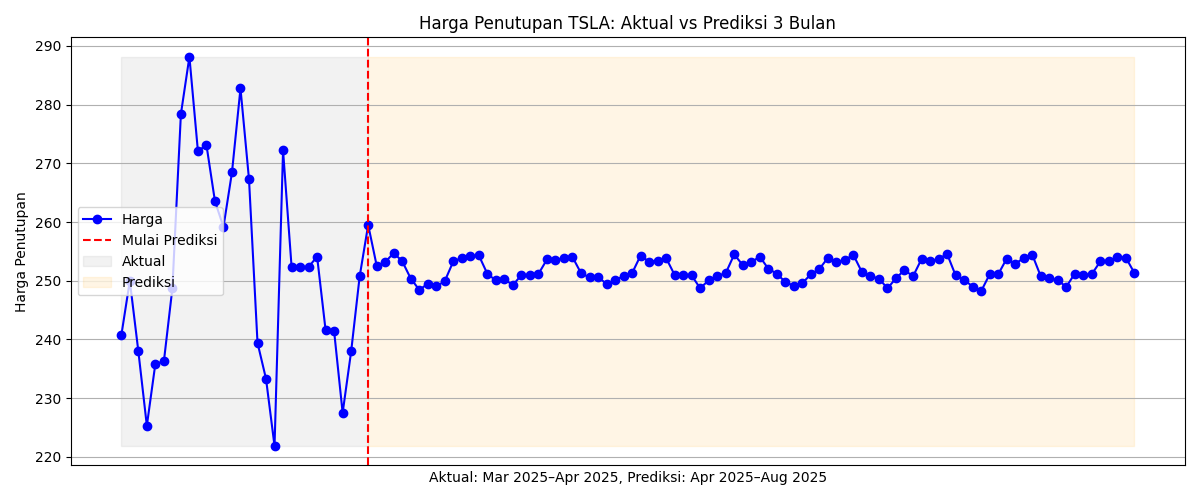 Harga Penutupan TSLA: Aktual vs Prediksi 3 Bulan
Harga Penutupan
290
280
270
260
250
240
230
220
Harga
Mulai Prediksi
Aktual
Prediksi
Aktual: Mar 2025–Apr 2025, Prediksi: Apr 2025–Aug 2025